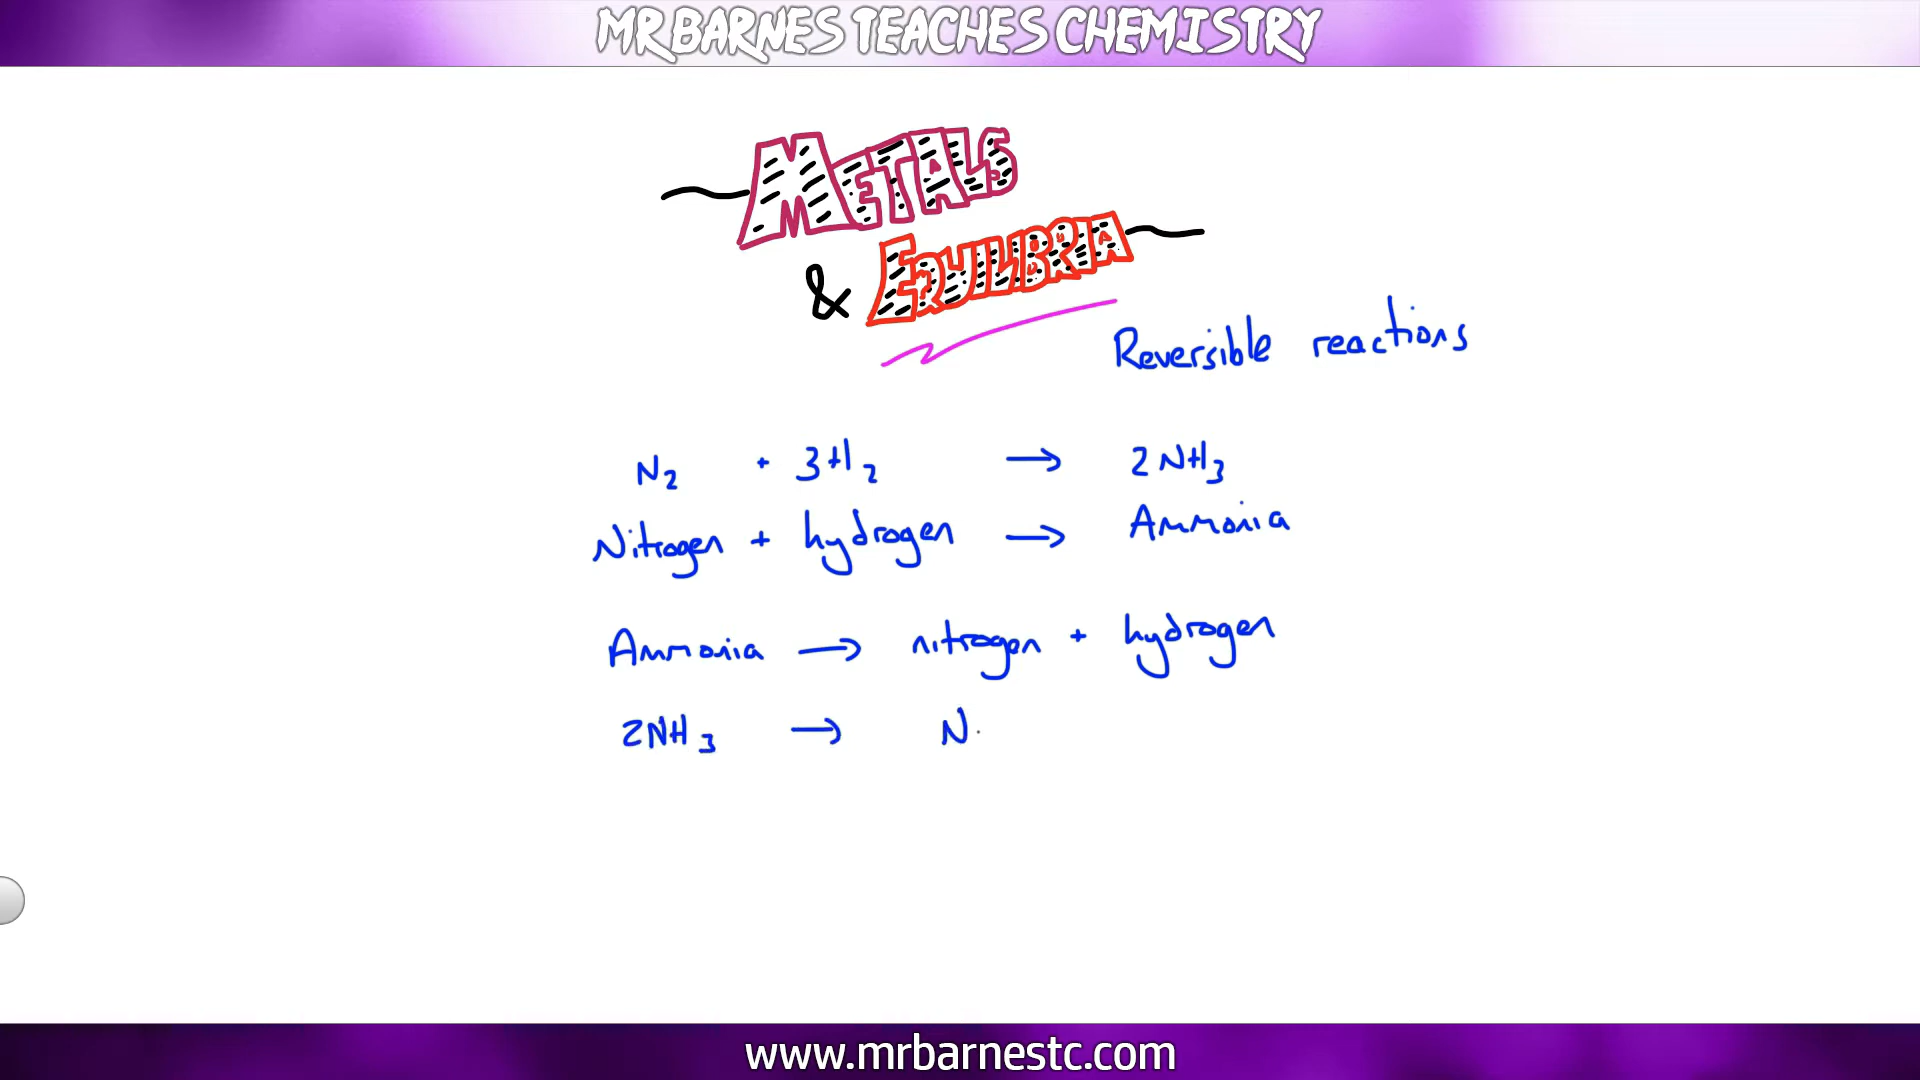 MR BARNES TEACHES CHEMISTRY
METALS
& EQUILIBRIA
Reversible reactions
N₂ + 3H₂ → 2NH₃
Nitrogen + hydrogen → Ammonia
Ammonia → nitrogen + hydrogen
2NH₃ → N
www.mrbarnestc.com